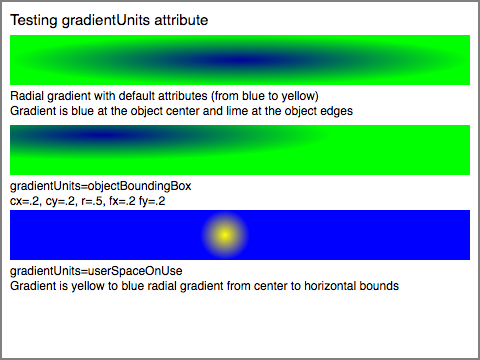 Testing gradientUnits attribute
Radial gradient with default attributes (from blue to yellow)
Gradient is blue at the object center and lime at the object edges
gradientUnits=objectBoundingBox
cx=.2, cy=.2, r=.5, fx=.2 fy=.2
gradientUnits=userSpaceOnUse
Gradient is yellow to blue radial gradient from center to horizontal bounds